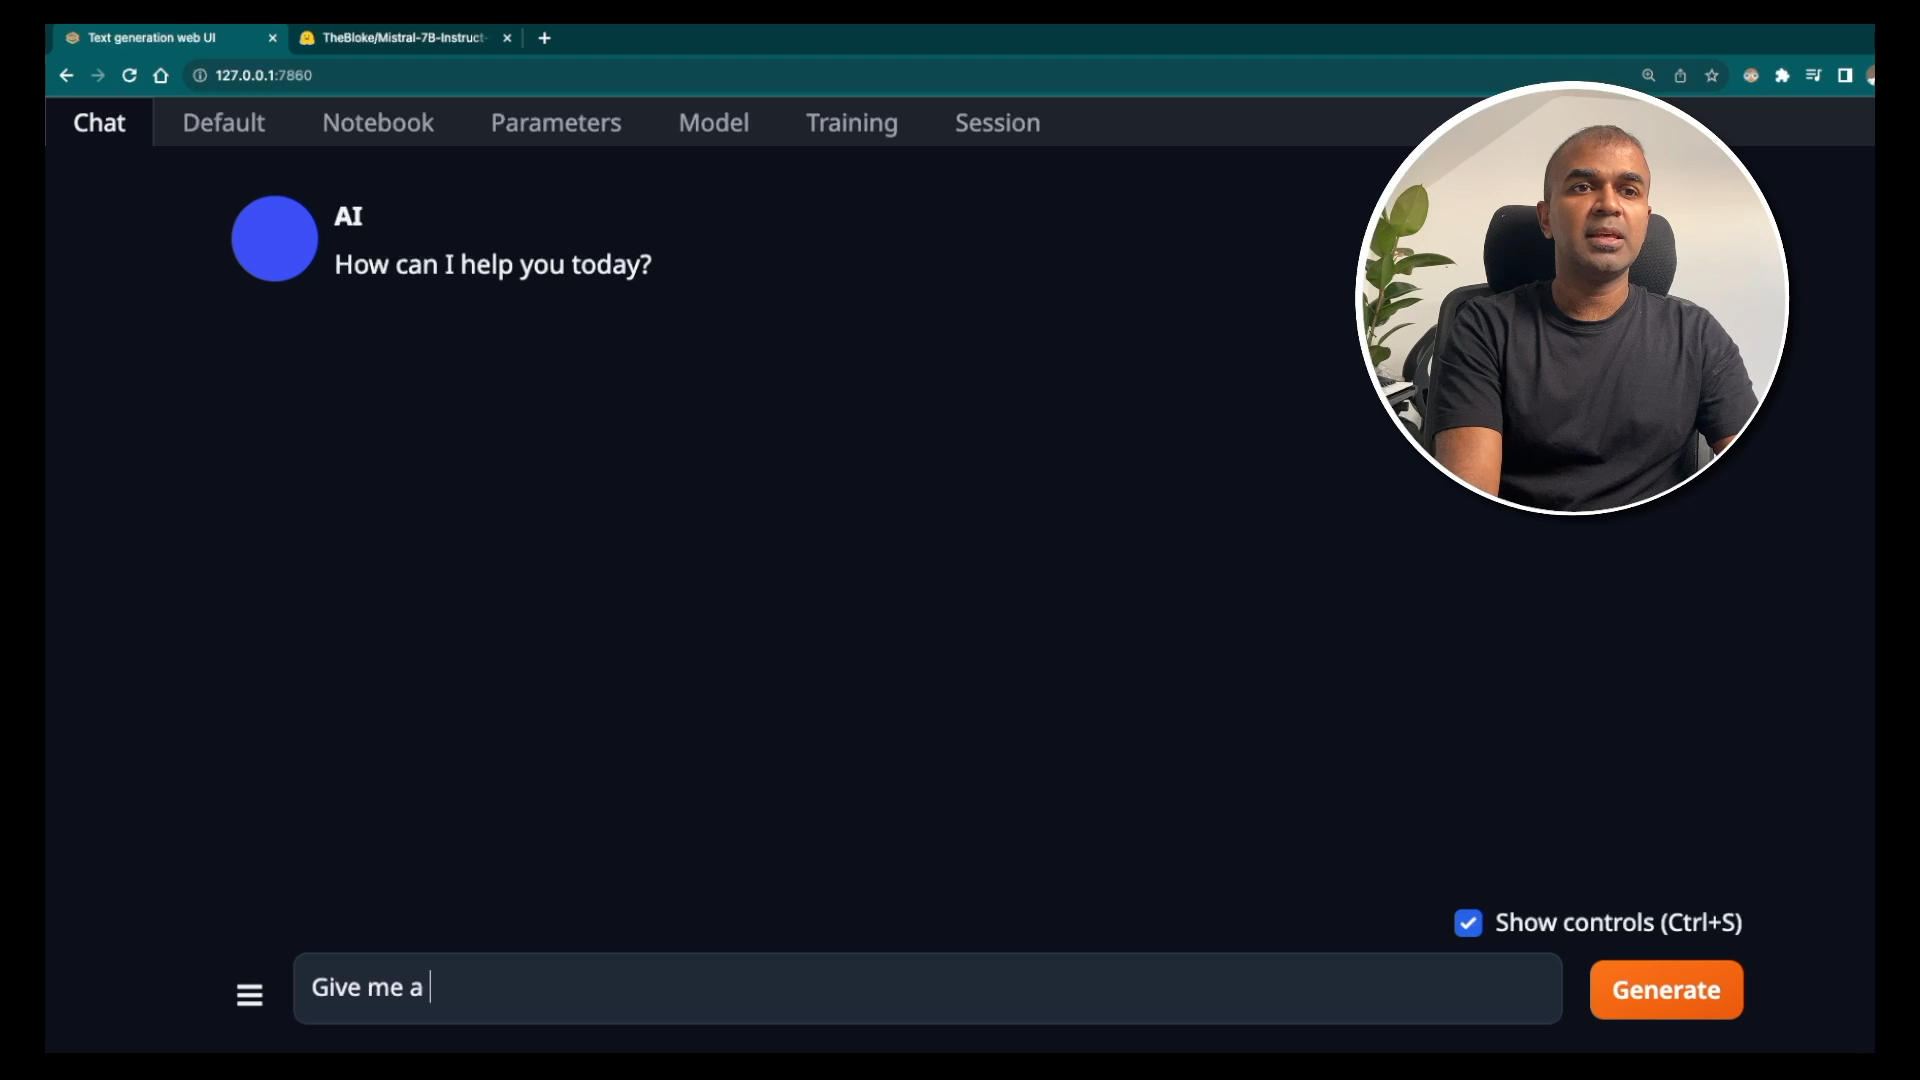 Text generation web UI
TheBloke/Mistral-7B-Instruct-
127.0.0.1:7860
Chat Default Notebook Parameters Model Training Session
AI
How can I help you today?
Show controls (Ctrl+S)
Give me a
Generate